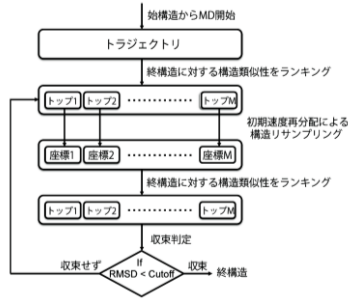 始構造からMD開始
トラジェクトリ
終構造に対する構造類似性をランキング
トップ1 トップ2 ………… トップM
初期速度再分配による
構造リサンプリング
座標1 座標2 ………… 座標M
終構造に対する構造類似性をランキング
トップ1 トップ2 ………… トップM
収束判定
収束せず
If
RMSD < Cutoff
収束
終構造